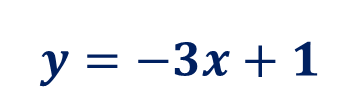 y = −3x + 1